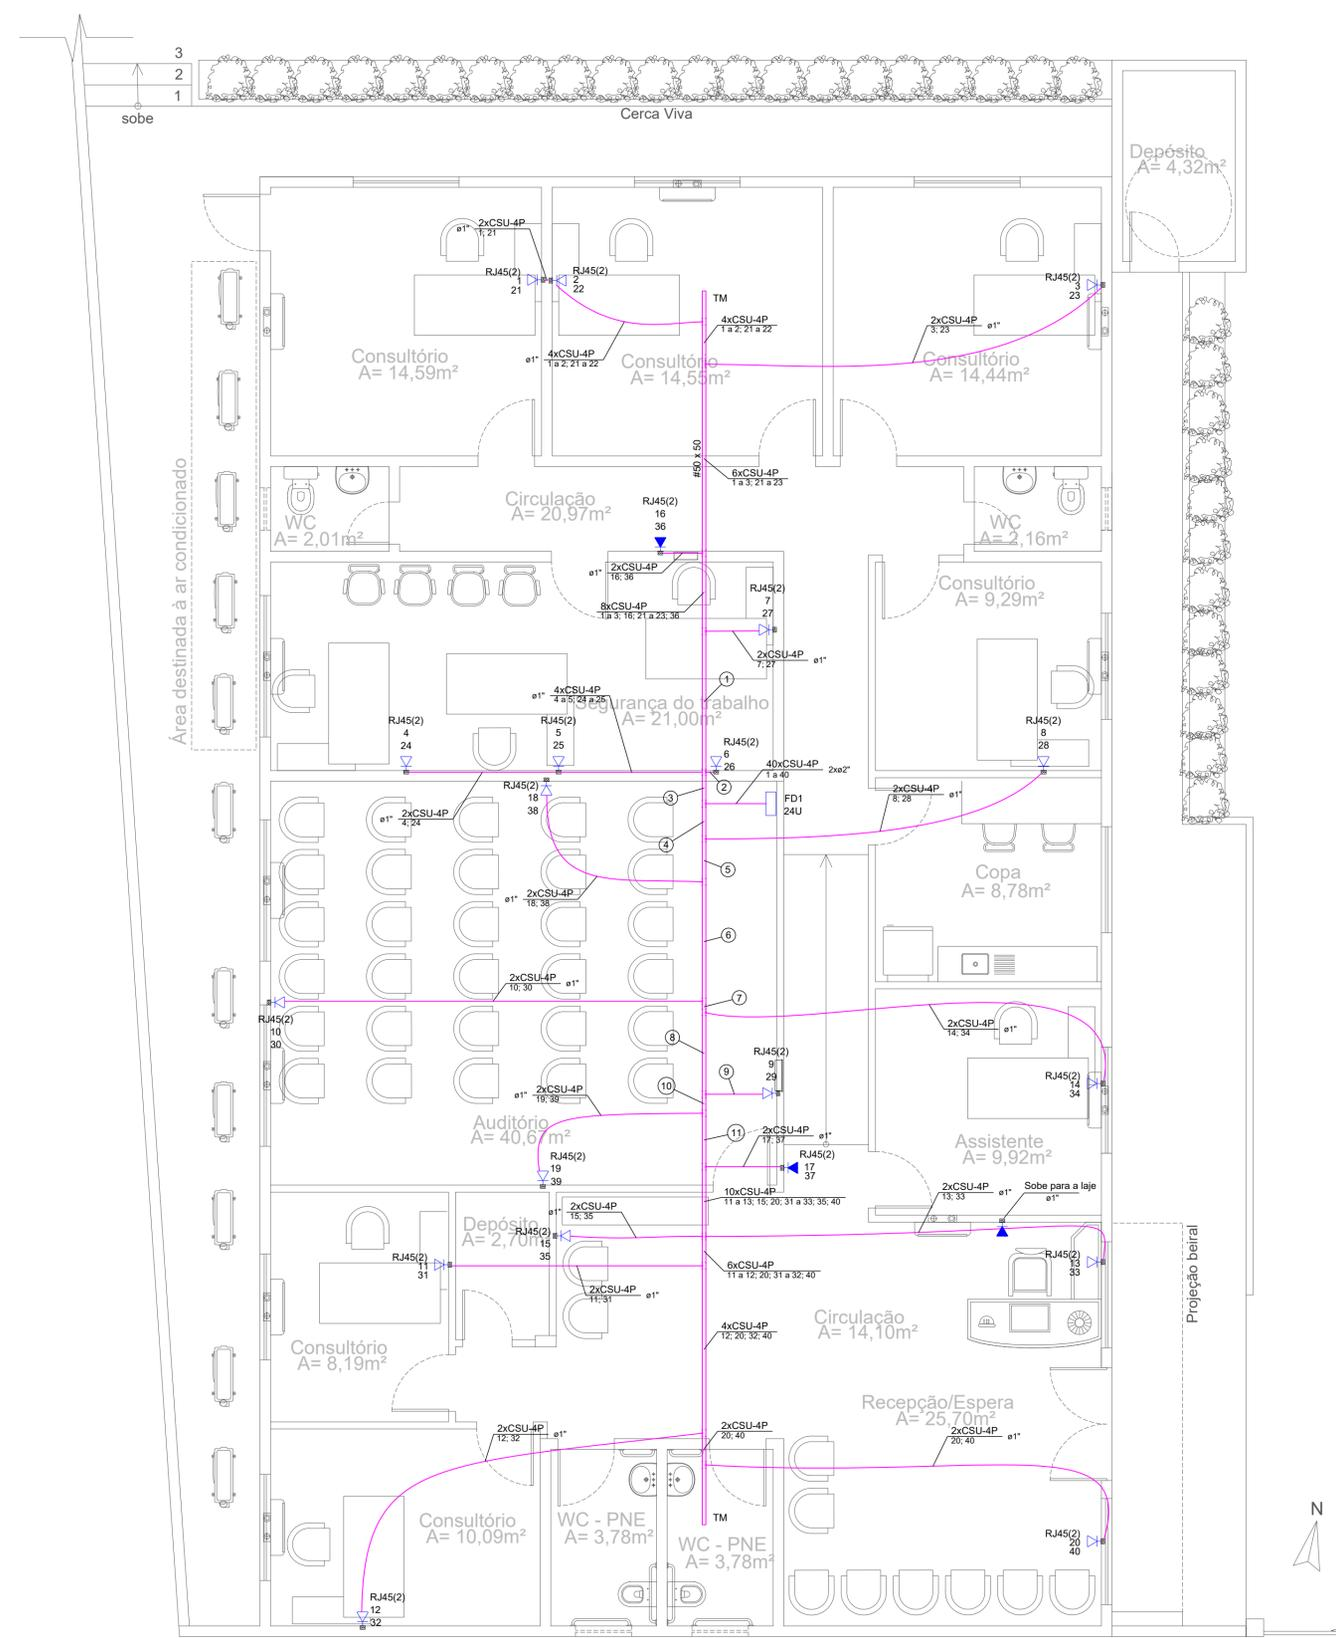 3
2
1
sobe
Cerca Viva
Depósito
A= 4,32m²
2xCSU-4P
ø1"
1; 21
RJ45(2)
1
21
RJ45(2)
2
22
RJ45(2)
3
23
TM
4xCSU-4P
1 a 2; 21 a 22
2xCSU-4P
3; 23
ø1"
4xCSU-4P
ø1"
1 a 2; 21 a 22
Consultório
A= 14,59m²
Consultório
A= 14,55m²
Consultório
A= 14,44m²
#50 x 50
6xCSU-4P
1 a 3; 21 a 23
Área destinada à ar condicionado
Circulação
A= 20,97m²
RJ45(2)
16
36
WC
A= 2,01m²
WC
A= 2,16m²
2xCSU-4P
ø1"
16; 36
Consultório
A= 9,29m²
RJ45(2)
7
27
8xCSU-4P
1 a 3; 16; 21 a 23; 36
2xCSU-4P
7; 27
ø1"
1
4xCSU-4P
ø1"
4 a 5; 24 a 25
Segurança do trabalho
A= 21,00m²
RJ45(2)
4
24
RJ45(2)
5
25
RJ45(2)
6
26
RJ45(2)
8
28
40xCSU-4P
1 a 40
2xø2"
2
RJ45(2)
18
38
3
FD1
24U
2xCSU-4P
8, 28
ø1"
2xCSU-4P
ø1"
4; 24
4
5
Copa
A= 8,78m²
2xCSU-4P
ø1"
18; 38
6
2xCSU-4P
10; 30
ø1"
7
RJ45(2)
10
30
2xCSU-4P
14; 34
ø1"
8
RJ45(2)
9
29
9
RJ45(2)
14
34
10
2xCSU-4P
ø1"
19; 39
Auditório
A= 40,67m²
11
2xCSU-4P
17; 37
ø1"
Assistente
A= 9,92m²
RJ45(2)
17
37
RJ45(2)
19
39
10xCSU-4P
11 a 13; 15; 20; 31 a 33; 35; 40
2xCSU-4P
13; 33
ø1"
Sobe para a laje
ø1"
2xCSU-4P
ø1"
15; 35
Depósito
A= 2,70m²
RJ45(2)
15
35
RJ45(2)
11
31
RJ45(2)
13
33
Projeção beiral
6xCSU-4P
11 a 12; 20; 31 a 32; 40
2xCSU-4P
11; 31
ø1"
Circulação
A= 14,10m²
4xCSU-4P
12; 20; 32; 40
Consultório
A= 8,19m²
Recepção/Espera
A= 25,70m²
2xCSU-4P
12; 32
ø1"
2xCSU-4P
20; 40
2xCSU-4P
20; 40
ø1"
Consultório
A= 10,09m²
WC - PNE
A= 3,78m²
TM
WC - PNE
A= 3,78m²
N
RJ45(2)
20
40
RJ45(2)
12
32